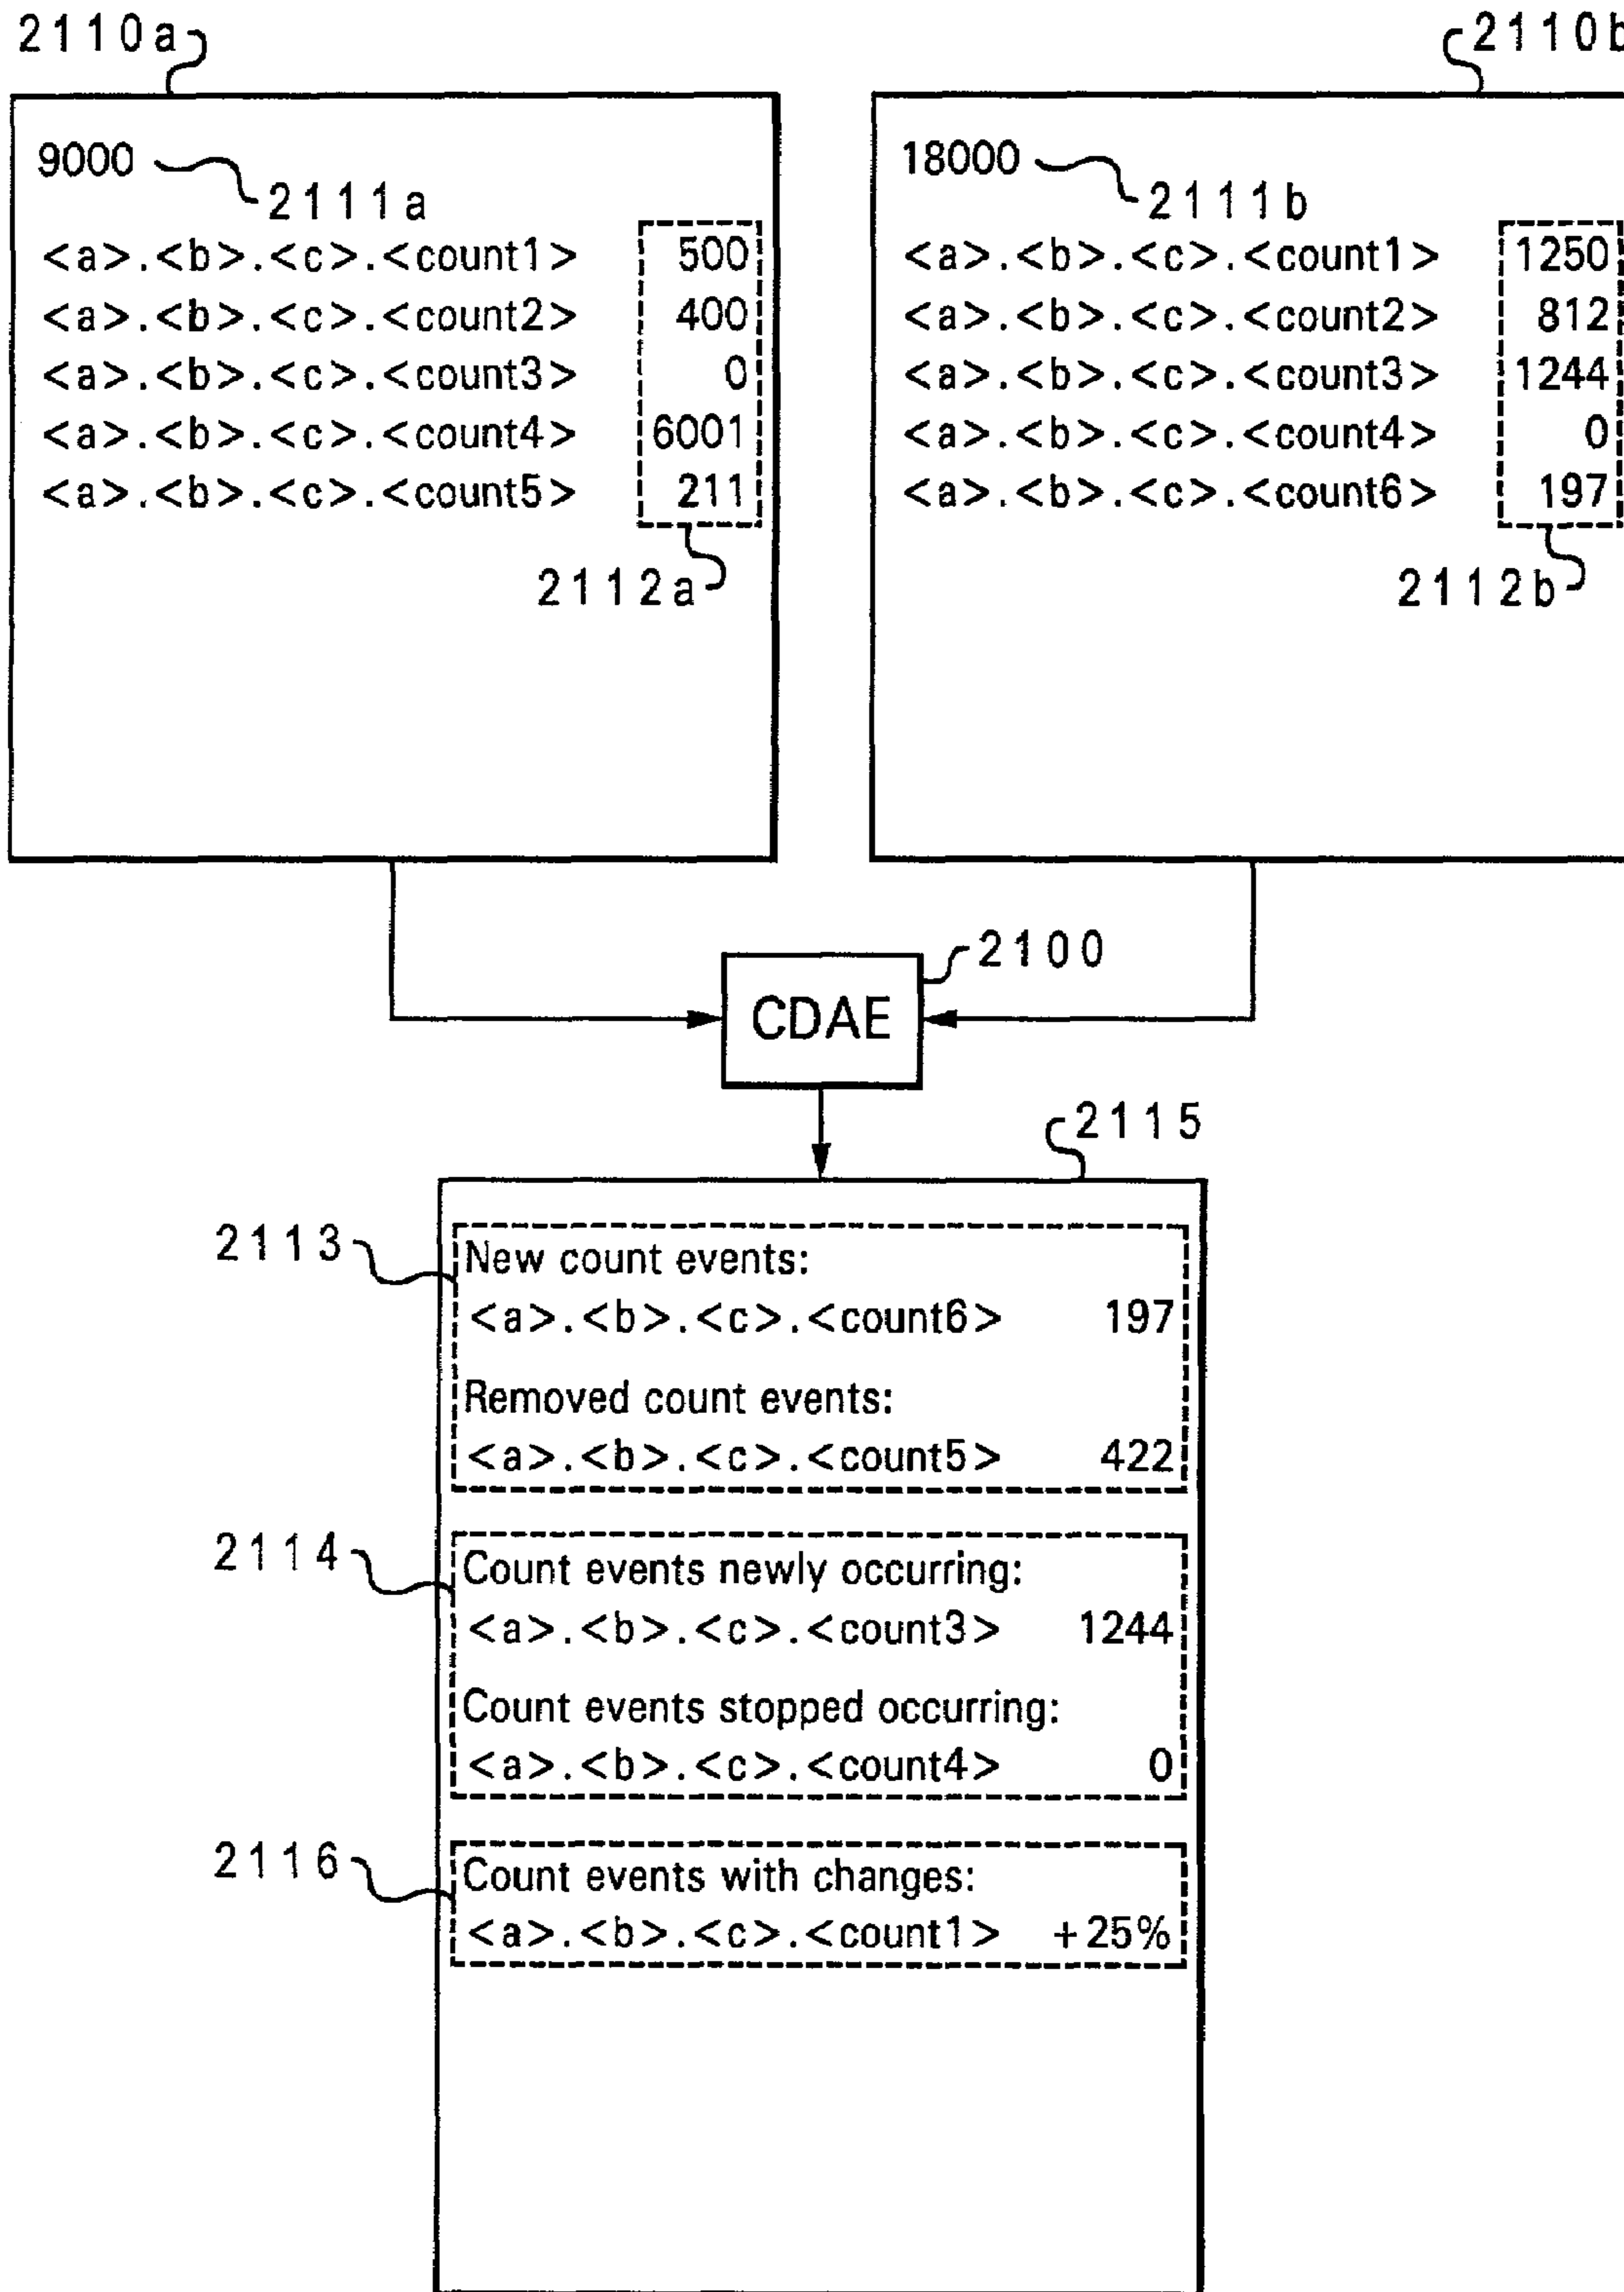 2110a
2110b
9000
2111a
<a>.<b>.<c>.<count1> 500
<a>.<b>.<c>.<count2> 400
<a>.<b>.<c>.<count3> 0
<a>.<b>.<c>.<count4> 6001
<a>.<b>.<c>.<count5> 211
2112a
18000
2111b
<a>.<b>.<c>.<count1> 1250
<a>.<b>.<c>.<count2> 812
<a>.<b>.<c>.<count3> 1244
<a>.<b>.<c>.<count4> 0
<a>.<b>.<c>.<count6> 197
2112b
2100
CDAE
2115
2113
New count events:
<a>.<b>.<c>.<count6> 197
Removed count events:
<a>.<b>.<c>.<count5> 422
2114
Count events newly occurring:
<a>.<b>.<c>.<count3> 1244
Count events stopped occurring:
<a>.<b>.<c>.<count4> 0
2116
Count events with changes:
<a>.<b>.<c>.<count1> +25%